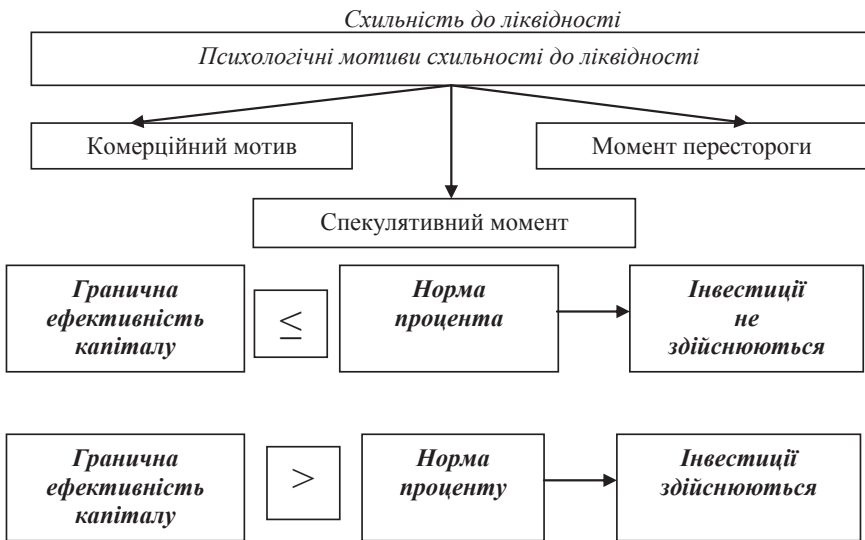 Схильність до ліквідності
Психологічні мотиви схильності до ліквідності
Комерційний мотив
Момент перестороги
Спекулятивний момент
Гранична
ефективність
капіталу
≤
Норма
процента
Інвестиції
не
здійснюються
Гранична
ефективність
капіталу
>
Норма
проценту
Інвестиції
здійснюються